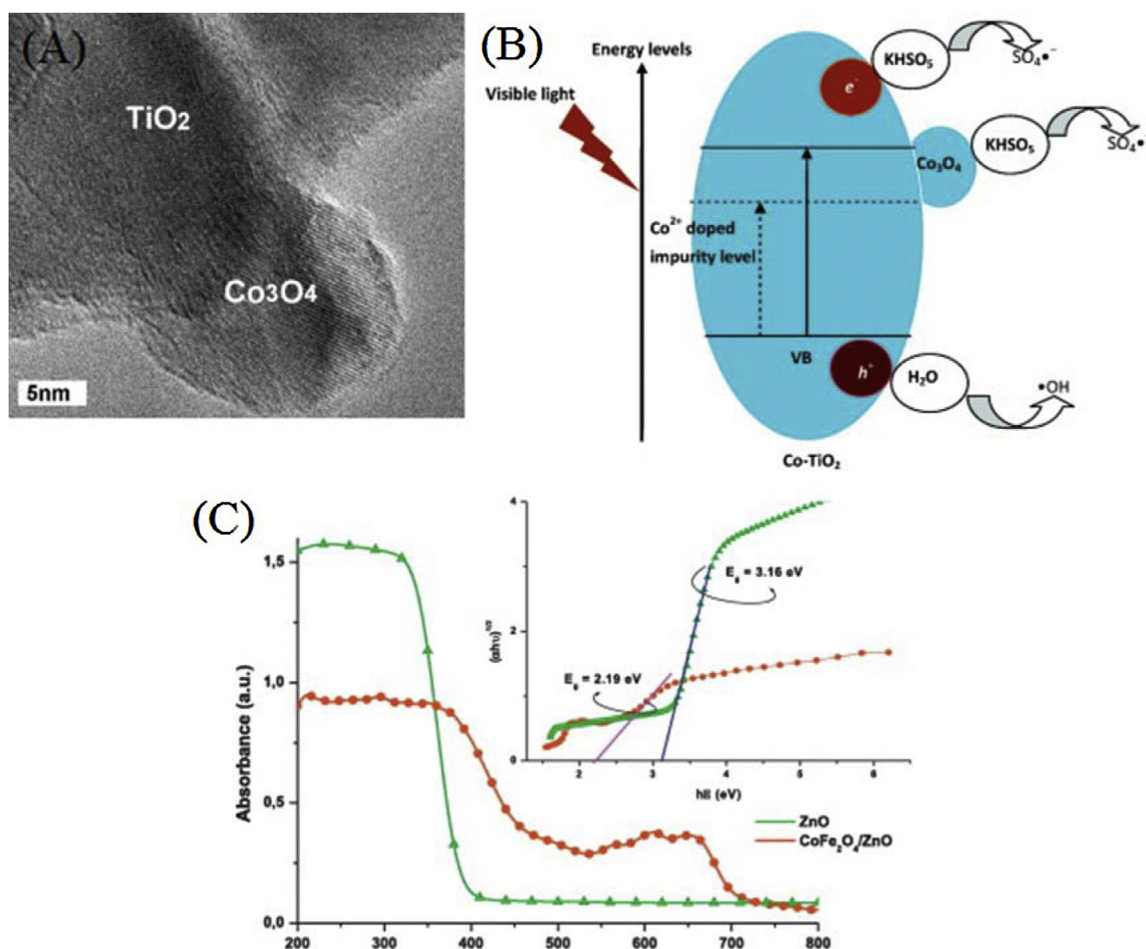 (A)
TiO2
Co3O4
5nm
(B)
Energy levels
Visible light
e-
KHSO5
SO4•-
Co3O4
KHSO5
SO4•
Co2+ doped
impurity level
VB
h+
H2O
•OH
Co-TiO2
(C)
Absorbance (a.u.)
1,5
1,0
0,5
0,0
200
300
400
500
600
700
800
4
2
1
0
(αhυ)1/2
Eg = 3.16 eV
Eg = 2.19 eV
2
3
4
5
6
(eV)
ZnO
CoFe2O4/ZnO